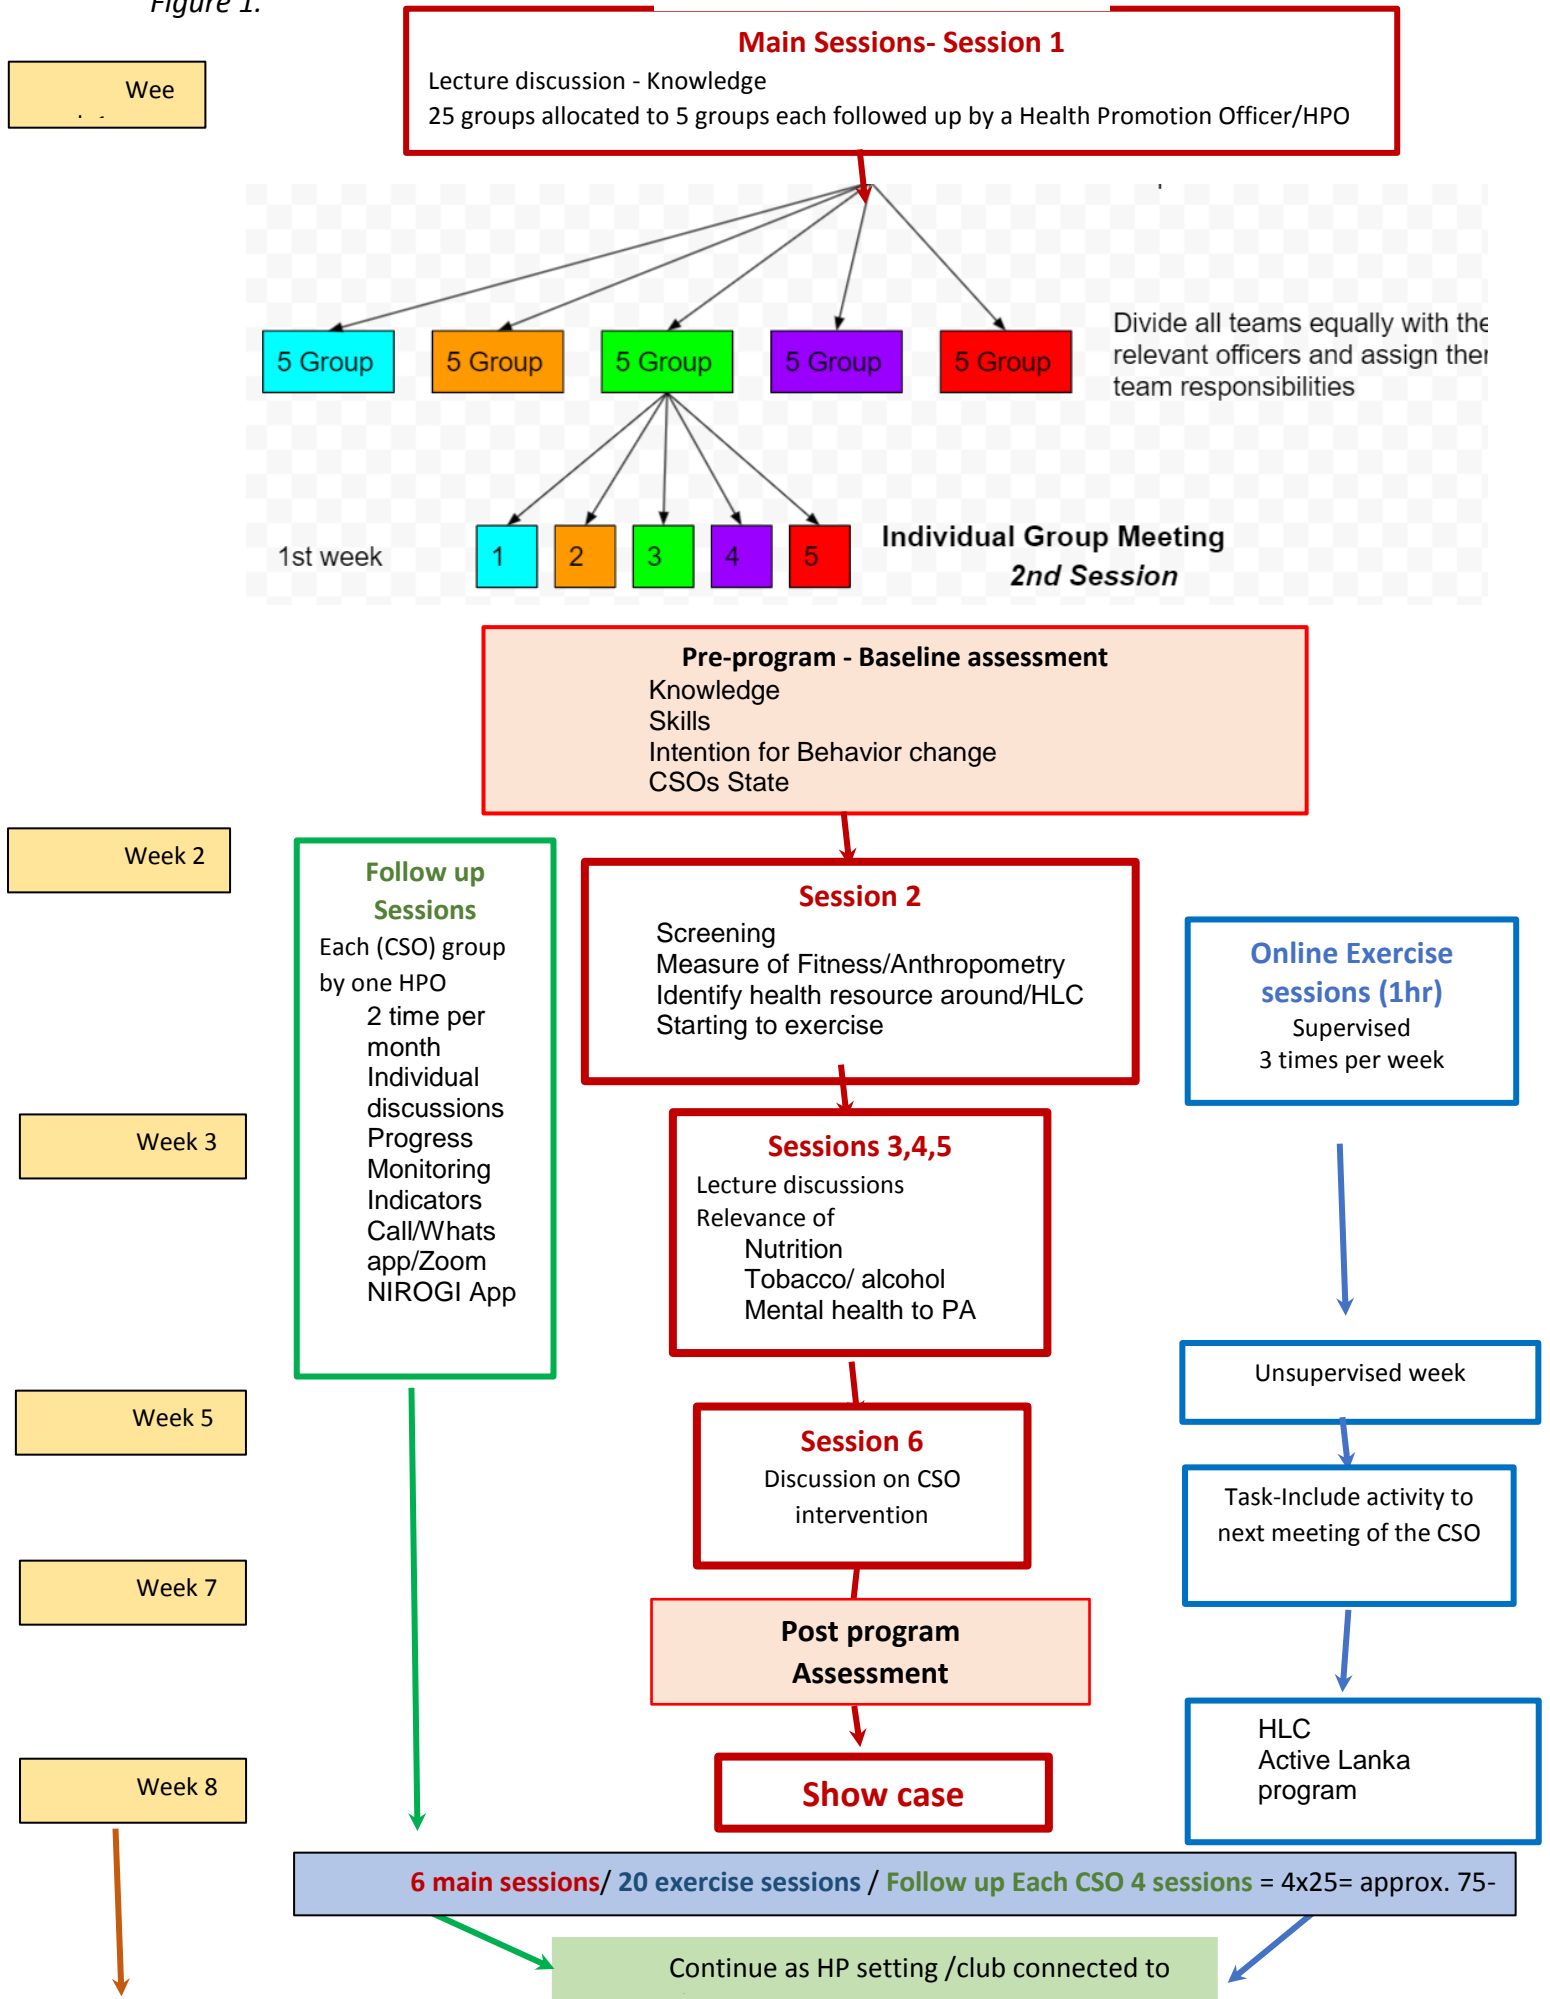 Figure 1.
Main Sessions- Session 1
Lecture discussion - Knowledge
25 groups allocated to 5 groups each followed up by a Health Promotion Officer/HPO
Wee
5 Group
5 Group
5 Group
5 Group
5 Group
Divide all teams equally with the
relevant officers and assign
team responsibilities
1st week
1
2
3
4
5
Individual Group Meeting
2nd Session
Pre-program - Baseline assessment
Knowledge
Skills
Intention for Behavior change
CSOs State
Week 2
Follow up
Sessions
Each (CSO) group
by one HPO
2 time per
month
Individual
discussions
Progress
Monitoring
Indicators
Call/Whats
app/Zoom
NIROGI App
Session 2
Screening
Measure of Fitness/Anthropometry
Identify health resource around/HLC
Starting to exercise
Online Exercise
sessions (1hr)
Supervised
3 times per week
Week 3
Sessions 3,4,5
Lecture discussions
Relevance of
Nutrition
Tobacco/ alcohol
Mental health to PA
Unsupervised week
Week 5
Session 6
Discussion on CSO
intervention
Task-Include activity to
next meeting of the CSO
Week 7
Post program
Assessment
HLC
Active Lanka
program
Week 8
Show case
6 main sessions/ 20 exercise sessions / Follow up Each CSO 4 sessions = 4x25= approx. 75-
Continue as HP setting /club connected to